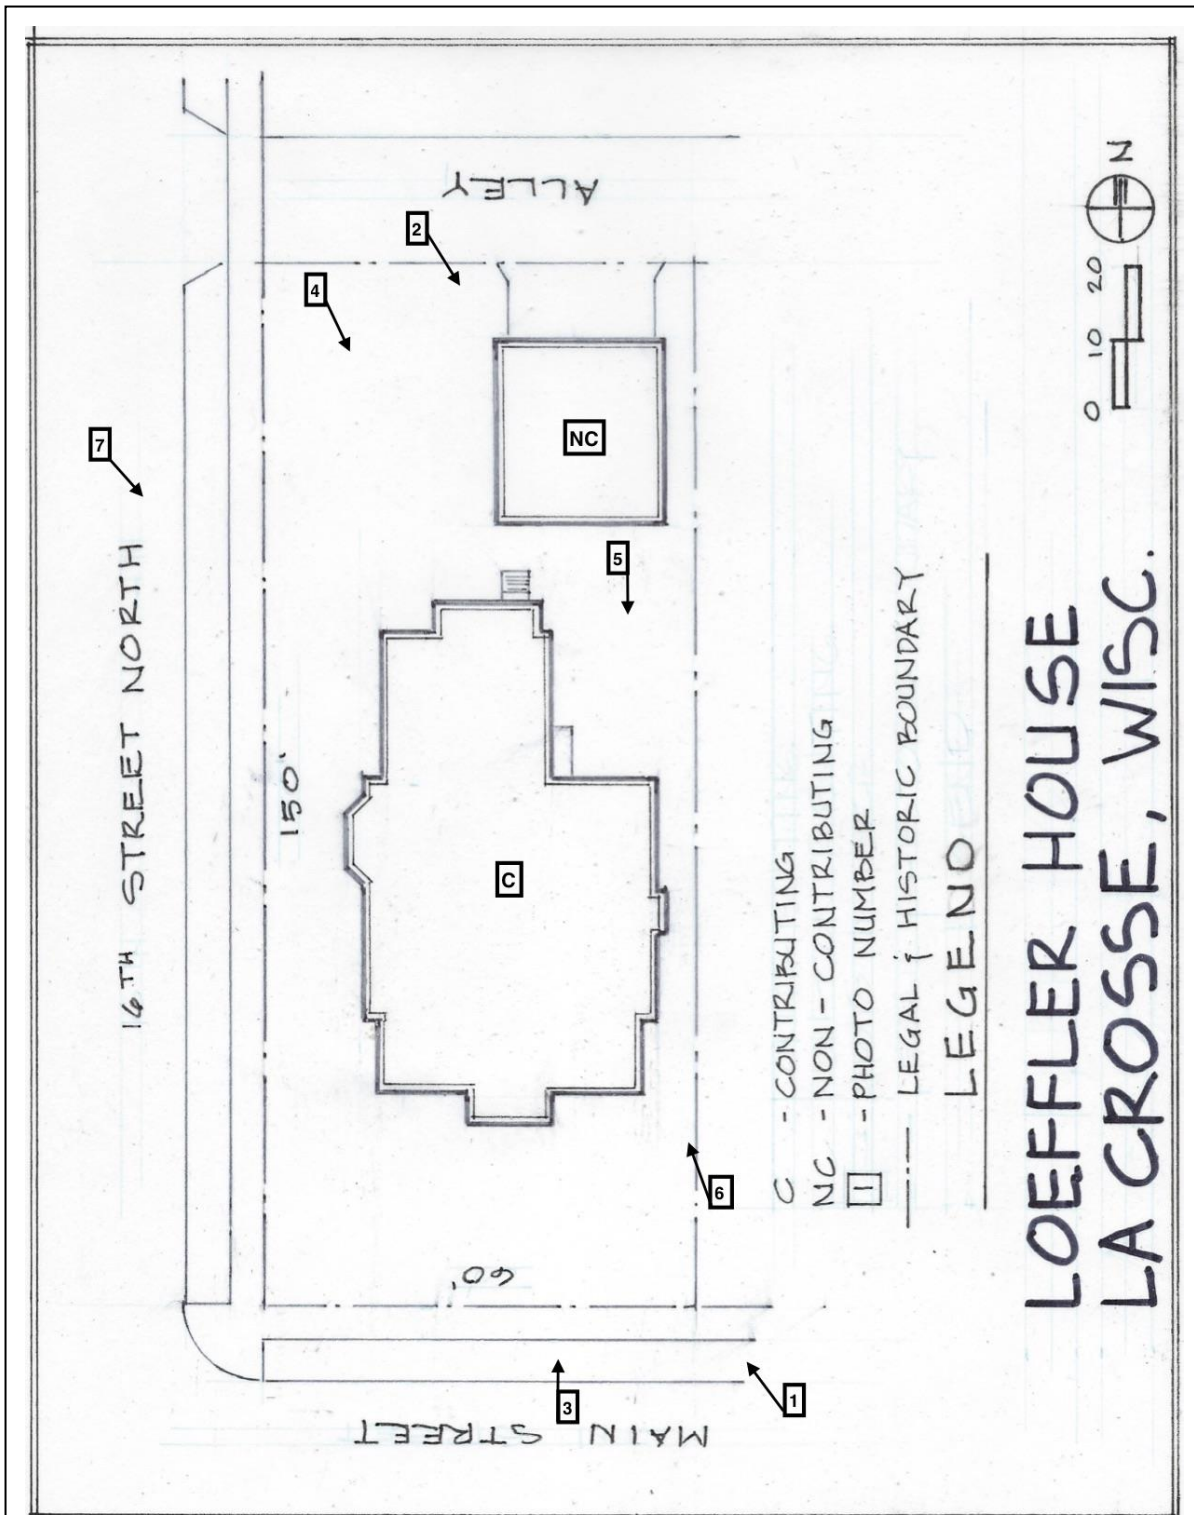 ALLEY
2
4
7
NC
5
16TH STREET NORTH
150'
C
6
60'
3
1
MAIN STREET
N
0 10 20
C - CONTRIBUTING
NC - NON-CONTRIBUTING
1 - PHOTO NUMBER
LEGAL & HISTORIC BOUNDARY
LEGEND
LOEFFLER HOUSE
LA CROSSE, WISC.